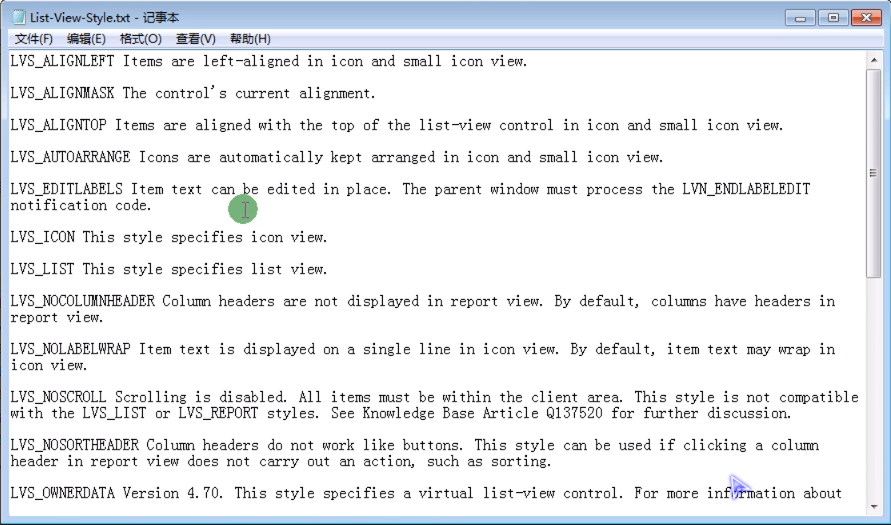 List-View-Style.txt - 记事本
文件(F) 编辑(E) 格式(O) 查看(V) 帮助(H)
LVS_ALIGNLEFT Items are left-aligned in icon and small icon view.
LVS_ALIGNMASK The control's current alignment.
LVS_ALIGNTOP Items are aligned with the top of the list-view control in icon and small icon view.
LVS_AUTOARRANGE Icons are automatically kept arranged in icon and small icon view.
LVS_EDITLABELS Item text can be edited in place. The parent window must process the LVN_ENDLABELEDIT
notification code.
LVS_ICON This style specifies icon view.
LVS_LIST This style specifies list view.
LVS_NOCOLUMNHEADER Column headers are not displayed in report view. By default, columns have headers in
report view.
LVS_NOLABELWRAP Item text is displayed on a single line in icon view. By default, item text may wrap in
icon view.
LVS_NOSCROLL Scrolling is disabled. All items must be within the client area. This style is not compatible
with the LVS_LIST or LVS_REPORT styles. See Knowledge Base Article Q137520 for further discussion.
LVS_NOSORTHEADER Column headers do not work like buttons. This style can be used if clicking a column
header in report view does not carry out an action, such as sorting.
LVS_OWNERDATA Version 4.70. This style specifies a virtual list-view control. For more information about